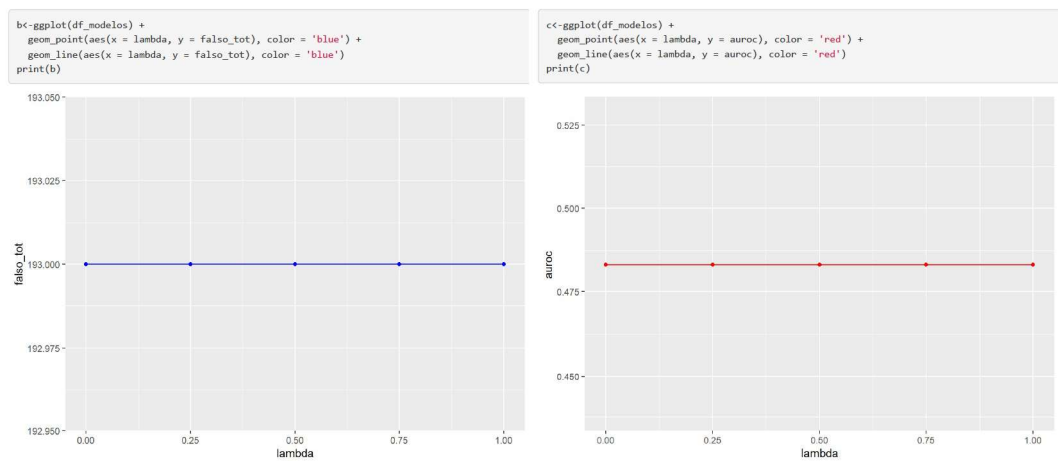 b<-ggplot(df_modelos) +
geom_point(aes(x = lambda, y = falso_tot), color = 'blue') +
geom_line(aes(x = lambda, y = falso_tot), color = 'blue')
print(b)
193.050
193.025
193.000
192.975
192.950
falso_tot
0.00 0.25 0.50 0.75 1.00
lambda
c<-ggplot(df_modelos) +
geom_point(aes(x = lambda, y = auroc), color = 'red') +
geom_line(aes(x = lambda, y = auroc), color = 'red')
print(c)
0.525
0.500
0.475
0.450
auroc
0.00 0.25 0.50 0.75 1.00
lambda